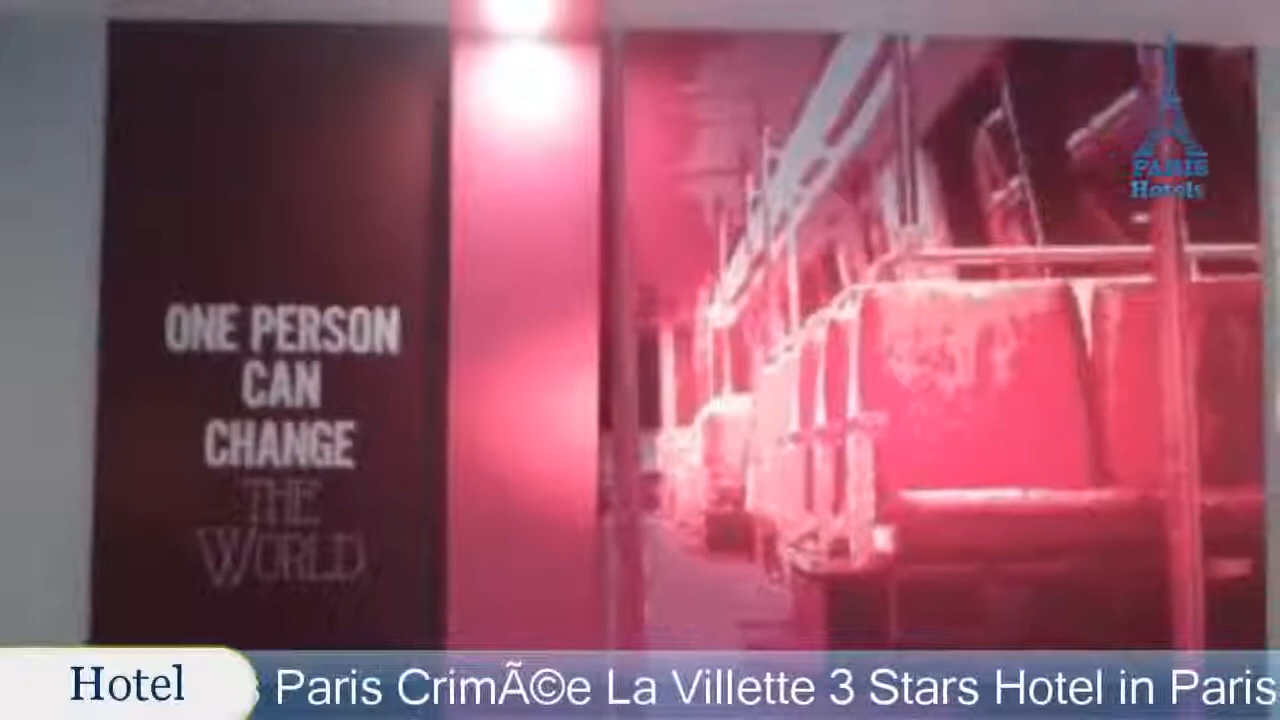 PARIS
Hotels
ONE PERSON
CAN
CHANGE
THE
WORLD
Hotel
s Paris CrimÃ©e La Villette 3 Stars Hotel in Paris